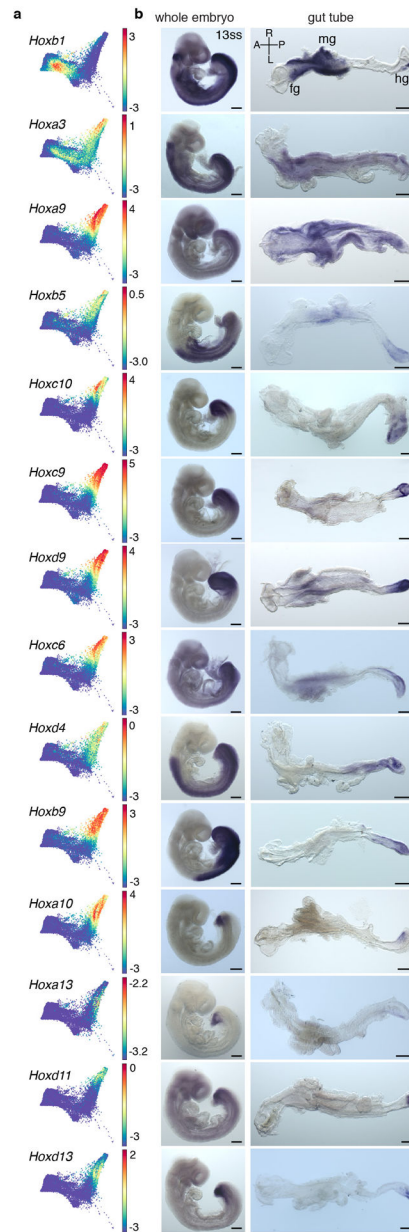 a
b
whole embryo
gut tube
Hoxb1
3
-3
13ss
R
A
P
L
mg
fg
hg
Hoxa3
1
-3
Hoxa9
4
-3
Hoxb5
0.5
-3.0
Hoxc10
4
-3
Hoxc9
5
-3
Hoxd9
4
-3
Hoxc6
3
-3
Hoxd4
0
-3
Hoxb9
3
-3
Hoxa10
4
-3
Hoxa13
-2.2
-3.2
Hoxd11
0
-3
Hoxd13
2
-3